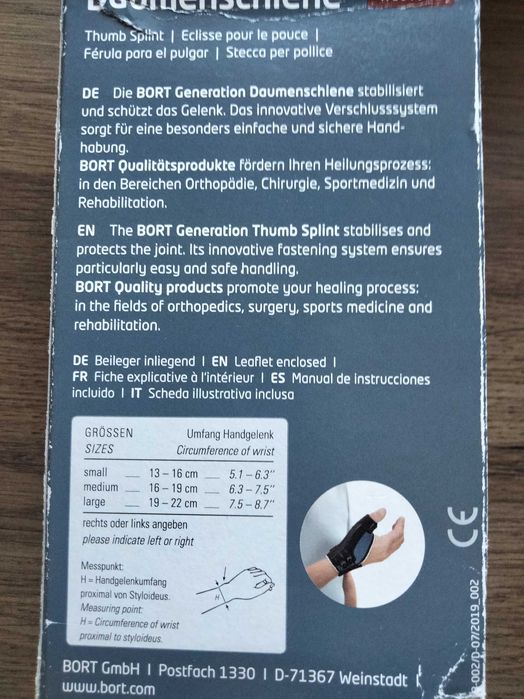 Daumenschiene
Thumb Splint | Eclisse pour le pouce |
Férula para el pulgar | Stecca per pollice
DE Die BORT Generation Daumenschiene stabilisiert
und schützt das Gelenk. Das innovative Verschlusssystem
sorgt für eine besonders einfache und sichere Hand-
habung.
BORT Qualitätsprodukte fördern Ihren Heilungsprozess:
in den Bereichen Orthopädie, Chirurgie, Sportmedizin und
Rehabilitation.
EN The BORT Generation Thumb Splint stabilises and
protects the joint. Its innovative fastening system ensures
particularly easy and safe handling.
BORT Quality products promote your healing process:
in the fields of orthopedics, surgery, sports medicine and
rehabilitation.
DE Beileger inliegend | EN Leaflet enclosed |
FR Fiche explicative à l'intérieur | ES Manual de instrucciones
incluido | IT Scheda illustrativa inclusa
GRÖSSEN Umfang Handgelenk
SIZES Circumference of wrist
small 13 – 16 cm 5.1 – 6.3"
medium 16 – 19 cm 6.3 – 7.5"
large 19 – 22 cm 7.5 – 8.7"
rechts oder links angeben
please indicate left or right
Messpunkt:
H = Handgelenkumfang
proximal von Styloideus.
Measuring point:
H = Circumference of wrist
proximal to styloideus.
H
CE
-002/D-07/2019_002
BORT GmbH | Postfach 1330 | D-71367 Weinstadt
www.bort.com